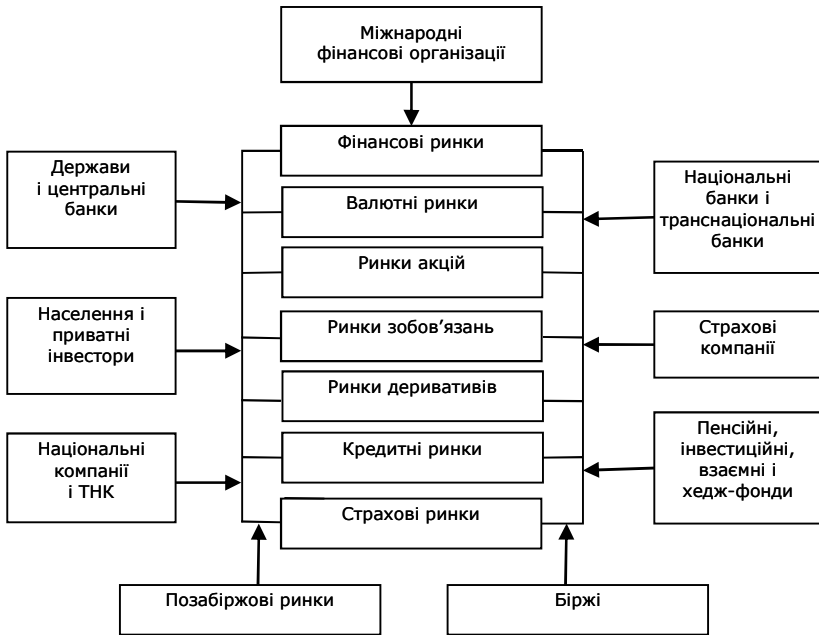 Міжнародні
фінансові організації
Фінансові ринки
Держави
і центральні
банки
Валютні ринки
Національні
банки і
транснаціональні
банки
Ринки акцій
Населення і
приватні
інвестори
Ринки зобов’язань
Страхові
компанії
Ринки деривативів
Національні
компанії
і ТНК
Кредитні ринки
Пенсійні,
інвестиційні,
взаємні і
хедж-фонди
Страхові ринки
Позабіржові ринки
Біржі